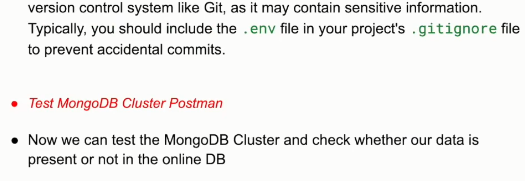 version control system like Git, as it may contain sensitive information.
Typically, you should include the .env file in your project's .gitignore file
to prevent accidental commits.
● Test MongoDB Cluster Postman
● Now we can test the MongoDB Cluster and check whether our data is
present or not in the online DB